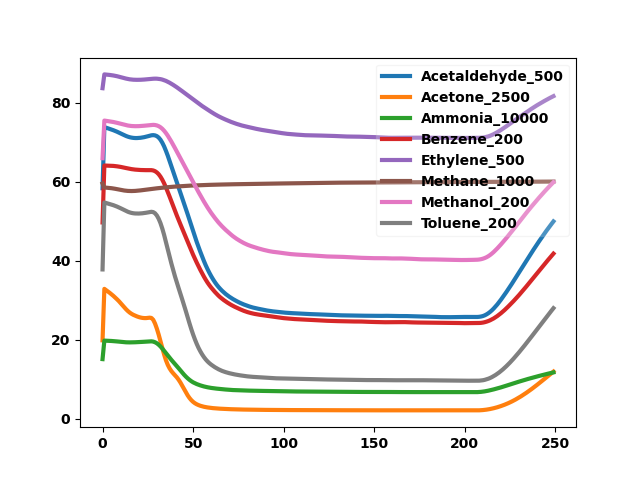 Acetaldehyde_500
Acetone_2500
Ammonia_10000
Benzene_200
Ethylene_500
Methane_1000
Methanol_200
Toluene_200
80
60
40
20
0
0 50 100 150 200 250